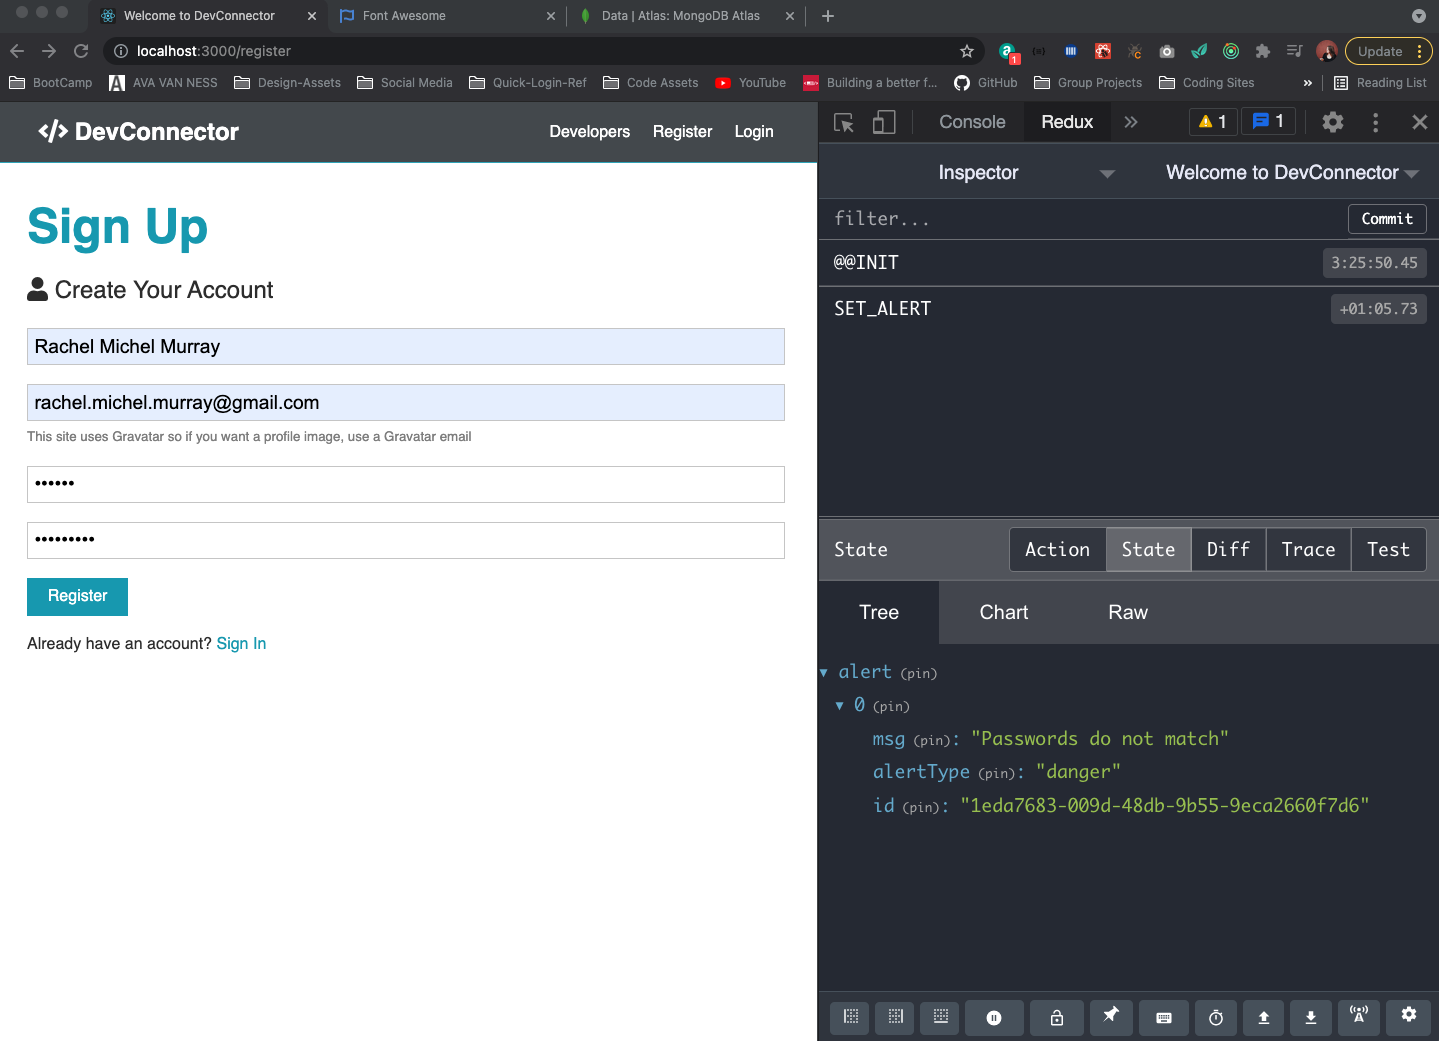 Welcome to DevConnector
Font Awesome
Data | Atlas: MongoDB Atlas
localhost:3000/register
1
Update
BootCamp
AVA VAN NESS
Design-Assets
Social Media
Quick-Login-Ref
Code Assets
YouTube
Building a better f...
GitHub
Group Projects
Coding Sites
»
Reading List
</> DevConnector
Developers
Register
Login
Sign Up
Create Your Account
Rachel Michel Murray
rachel.michel.murray@gmail.com
This site uses Gravatar so if you want a profile image, use a Gravatar email
••••••
•••••••••
Register
Already have an account? Sign In
Console
Redux
»
1
1
Inspector
Welcome to DevConnector
filter...
Commit
@@INIT
3:25:50.45
SET_ALERT
+01:05.73
State
Action
State
Diff
Trace
Test
Tree
Chart
Raw
alert (pin)
0 (pin)
msg (pin): "Passwords do not match"
alertType (pin): "danger"
id (pin): "1eda7683-009d-48db-9b55-9eca2660f7d6"